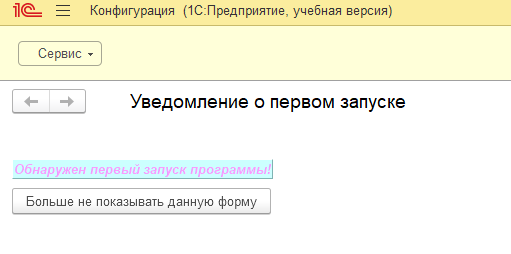 1С Конфигурация (1С:Предприятие, учебная версия)
Сервис
Уведомление о первом запуске
Обнаружен первый запуск программы!
Больше не показывать данную форму